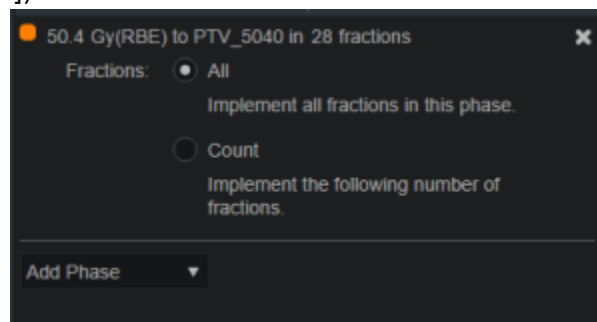 50.4 Gy(RBE) to PTV_5040 in 28 fractions
Fractions: All
Implement all fractions in this phase.
Count
Implement the following number of
fractions.
Add Phase